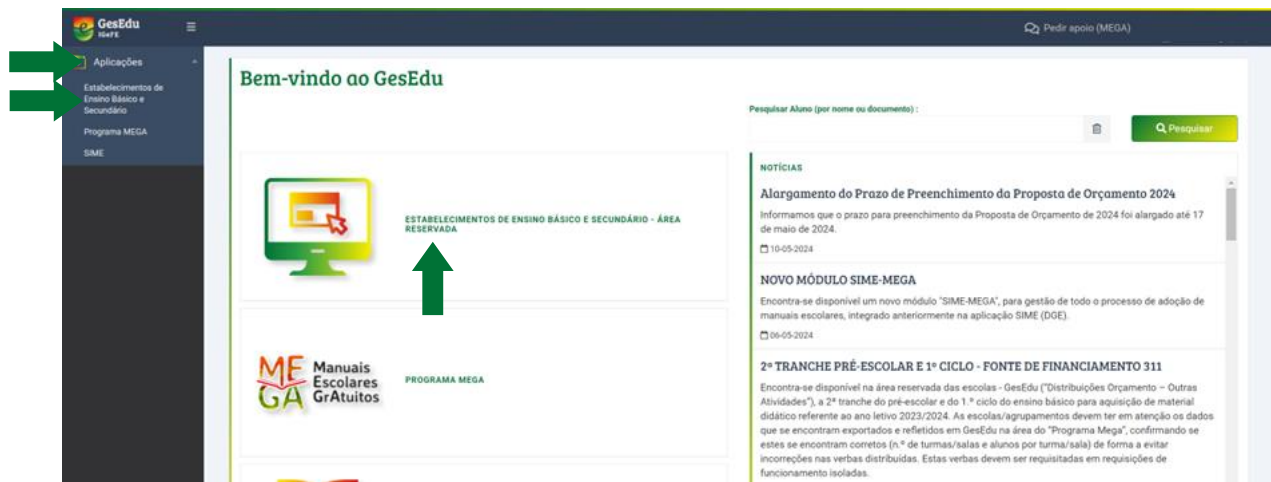 GesEdu
IGeFE
Pedir apoio (MEGA)
Aplicações
Estabelecimentos de
Ensino Básico e
Secundário
Programa MEGA
SIME
Bem-vindo ao GesEdu
Pesquisar Aluno (por nome ou documento) :
Pesquisar
ESTABELECIMENTOS DE ENSINO BÁSICO E SECUNDÁRIO - ÁREA
RESERVADA
ME
GA
Manuais
Escolares
GrAtuitos
PROGRAMA MEGA
NOTÍCIAS
Alargamento do Prazo de Preenchimento da Proposta de Orçamento 2024
Informamos que o prazo para preenchimento da Proposta de Orçamento de 2024 foi alargado até 17
de maio de 2024.
10-05-2024
NOVO MÓDULO SIME-MEGA
Encontra-se disponível um novo módulo "SIME-MEGA", para gestão de todo o processo de adoção de
manuais escolares, integrado anteriormente na aplicação SIME (DGE).
06-05-2024
2ª TRANCHE PRÉ-ESCOLAR E 1º CICLO - FONTE DE FINANCIAMENTO 311
Encontra-se disponível na área reservada das escolas - GesEdu ("Distribuições Orçamento – Outras
Atividades"), a 2ª tranche do pré-escolar e do 1.º ciclo do ensino básico para aquisição de material
didático referente ao ano letivo 2023/2024. As escolas/agrupamentos devem ter em atenção os dados
que se encontram exportados e refletidos em GesEdu na área do "Programa Mega", confirmando se
estes se encontram corretos (n.º de turmas/salas e alunos por turma/sala) de forma a evitar
incorreções nas verbas distribuídas. Estas verbas devem ser requisitadas em requisições de
funcionamento isoladas.